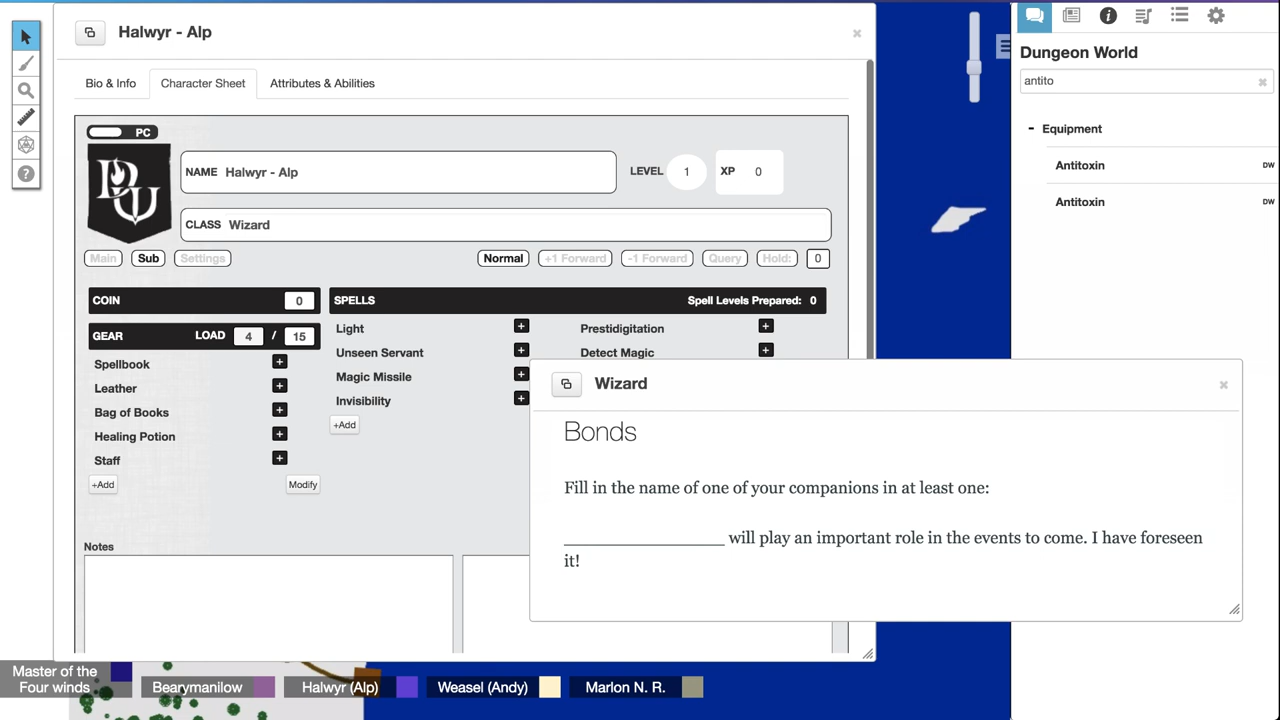 Halwyr - Alp
Bio & Info
Character Sheet
Attributes & Abilities
PC
DW
NAME Halwyr - Alp
LEVEL 1
XP 0
CLASS Wizard
Main
Sub
Settings
Normal
+1 Forward
-1 Forward
Query
Hold: 0
COIN 0
GEAR LOAD 4 / 15
Spellbook
Leather
Bag of Books
Healing Potion
Staff
+Add
Modify
SPELLS Spell Levels Prepared: 0
Light
Prestidigitation
Unseen Servant
Detect Magic
Magic Missile
Invisibility
+Add
Notes
Wizard
Bonds
Fill in the name of one of your companions in at least one:
________________ will play an important role in the events to come. I have foreseen
it!
Dungeon World
antito
- Equipment
Antitoxin DW
Antitoxin DW
Master of the
Four winds
Bearymanilow
Halwyr (Alp)
Weasel (Andy)
Marlon N. R.